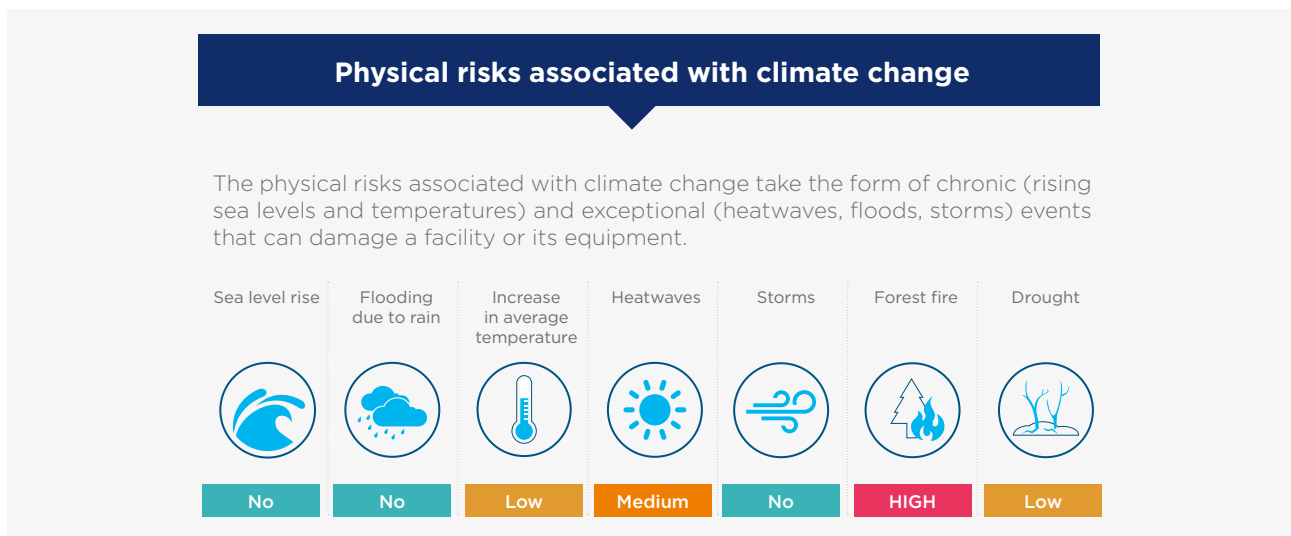 Physical risks associated with climate change
The physical risks associated with climate change take the form of chronic (rising
sea levels and temperatures) and exceptional (heatwaves, floods, storms) events
that can damage a facility or its equipment.
Sea level rise
Flooding
due to rain
Increase
in average
temperature
Heatwaves
Storms
Forest fire
Drought
No
No
Low
Medium
No
HIGH
Low